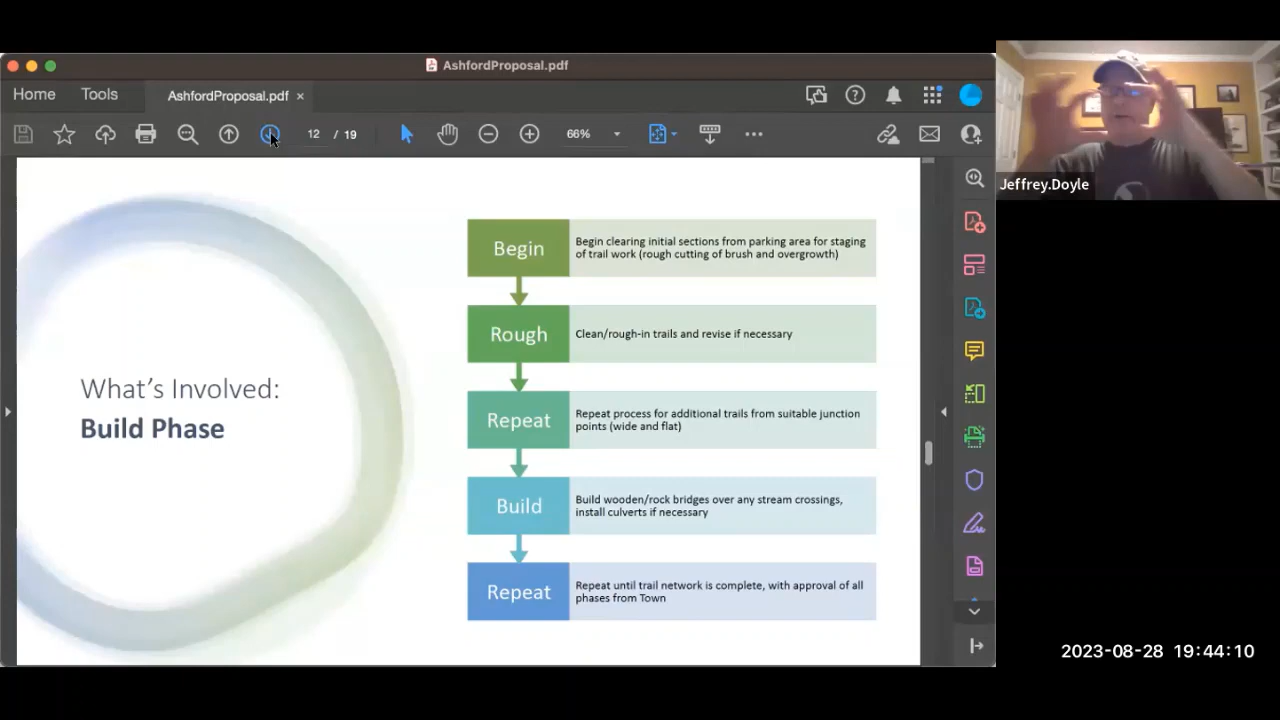 AshfordProposal.pdf
Home
Tools
AshfordProposal.pdf ×
12 / 19
66%
Jeffrey.Doyle
What's Involved:
Build Phase
Begin
Begin clearing initial sections from parking area for staging
of trail work (rough cutting of brush and overgrowth)
Rough
Clean/rough-in trails and revise if necessary
Repeat
Repeat process for additional trails from suitable junction
points (wide and flat)
Build
Build wooden/rock bridges over any stream crossings,
install culverts if necessary
Repeat
Repeat until trail network is complete, with approval of all
phases from Town
2023-08-28 19:44:10